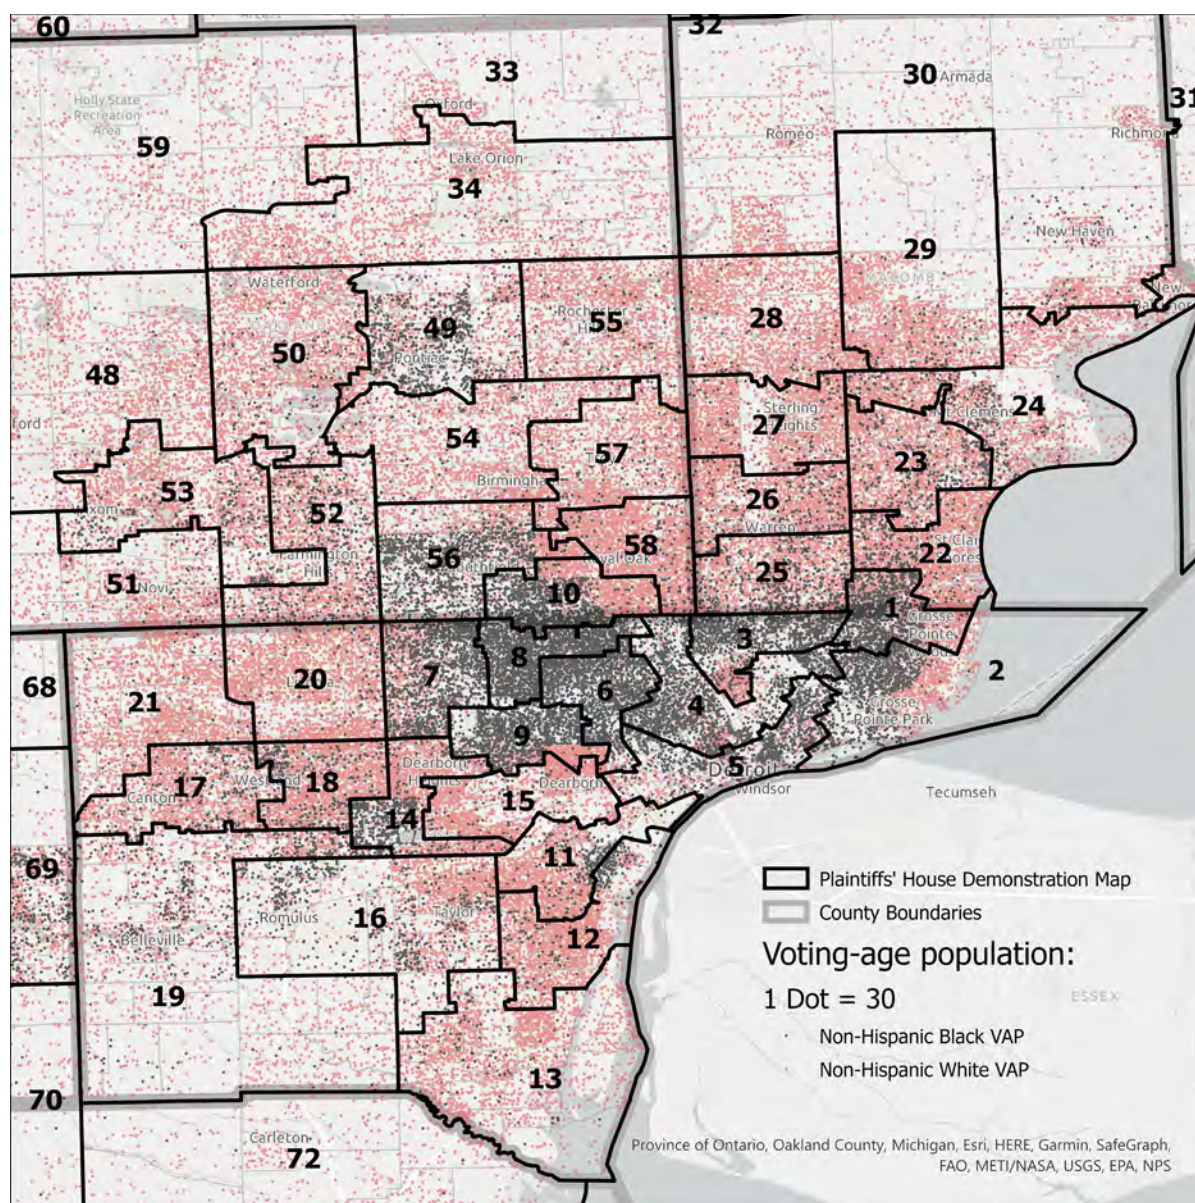 60
32
33
30
Armada
31
Holly State
Recreation
Area
59
Oxford
Romeo
Richmond
Lake Orion
34
29
New Haven
MACOMB
Waterford
49
50
Pontiac
55
28
New
48
24
Sterling
27
54
57
23
Birmingham
53
52
26
Warren
58
56
22
51
Novi
25
10
1
Grosse
Pointe
3
8
7
2
20
6
68
21
4
Grosse
Pointe Park
9
5
Detroit
Windsor
Dearborn
Heights
Dearborn
15
Tecumseh
17
Canton
18
14
69
11
Romulus
16
Taylor
Belleville
12
19
13
70
Carleton
72
Plaintiffs' House Demonstration Map
County Boundaries
Voting-age population:
1 Dot = 30
ESSEX
Non-Hispanic Black VAP
Non-Hispanic White VAP
Province of Ontario, Oakland County, Michigan, Esri, HERE, Garmin, SafeGraph,
FAO, METI/NASA, USGS, EPA, NPS